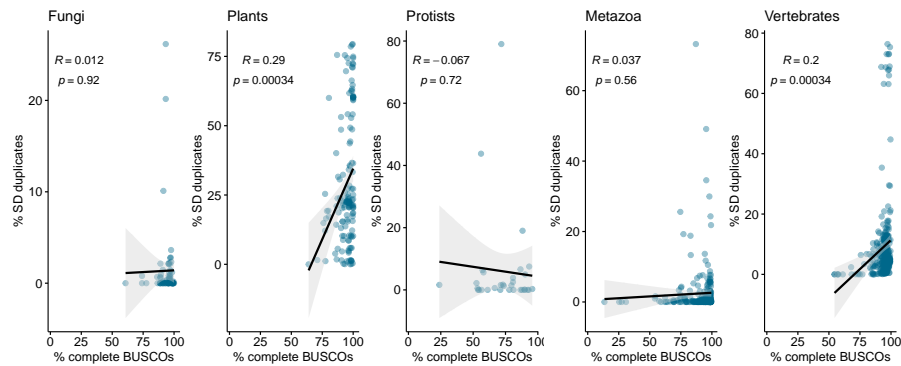 Fungi
R = 0.012
p = 0.92
% SD duplicates
20
10
0
0 25 50 75 100
% complete BUSCOs
Plants
R = 0.29
p = 0.00034
% SD duplicates
75
50
25
0
0 25 50 75 100
% complete BUSCOs
Protists
R = −0.067
p = 0.72
% SD duplicates
80
60
40
20
0
0 25 50 75 100
% complete BUSCOs
Metazoa
R = 0.037
p = 0.56
% SD duplicates
60
40
20
0
0 25 50 75 100
% complete BUSCOs
Vertebrates
R = 0.2
p = 0.00034
% SD duplicates
80
60
40
20
0
0 25 50 75 100
% complete BUSCOs